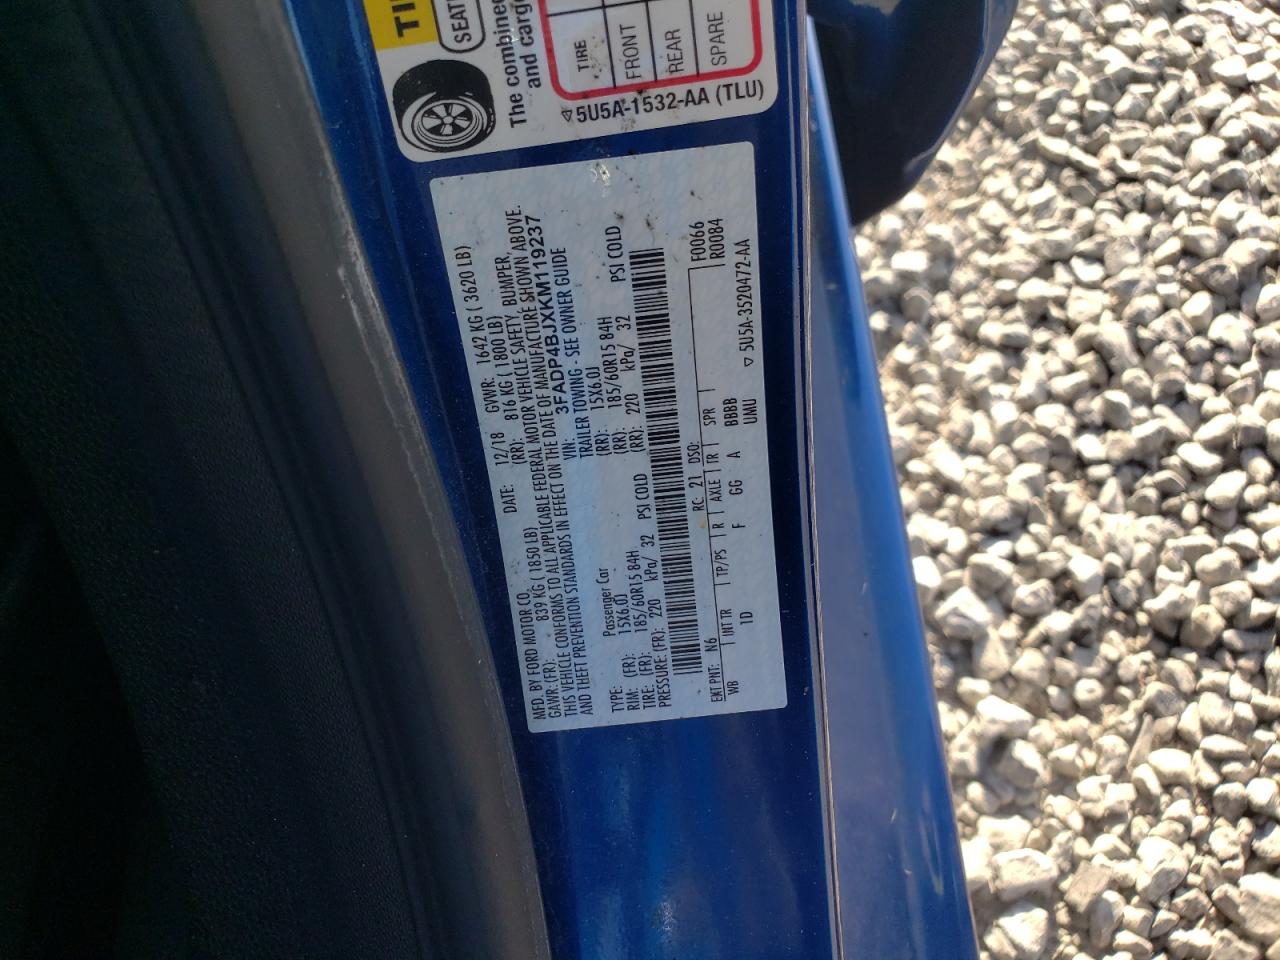 TI
SEATI
The combined
and cargo
TIRE
FRONT
REAR
SPARE
5U5A-1532-AA (TLU)
MFD. BY FORD MOTOR CO. DATE: 12/18 GVWR: 1642 KG ( 3620 LB)
GAWR: (FR): 839 KG ( 1850 LB) (RR): 816 KG ( 1800 LB)
THIS VEHICLE CONFORMS TO ALL APPLICABLE FEDERAL MOTOR VEHICLE SAFETY, BUMPER,
AND THEFT PREVENTION STANDARDS IN EFFECT ON THE DATE OF MANUFACTURE SHOWN ABOVE.
VIN: 3FADP4BJXKM119237
TYPE: Passenger Car TRAILER TOWING - SEE OWNER GUIDE
RIM: (FR): 15X6.0J (RR): 15X6.0J
TIRE: (FR): 185/60R15 84H (RR): 185/60R15 84H
PRESSURE: (FR): 220 kPa/ 32 PSI COLD (RR): 220 kPa/ 32 PSI COLD
F0066
EXT PNT: N6 RC: 21 DSO: R0084
WB INT TR TP/PS R AXLE TR SPR
1D F GG A BBBB
UMU 5U5A-3520472-AA